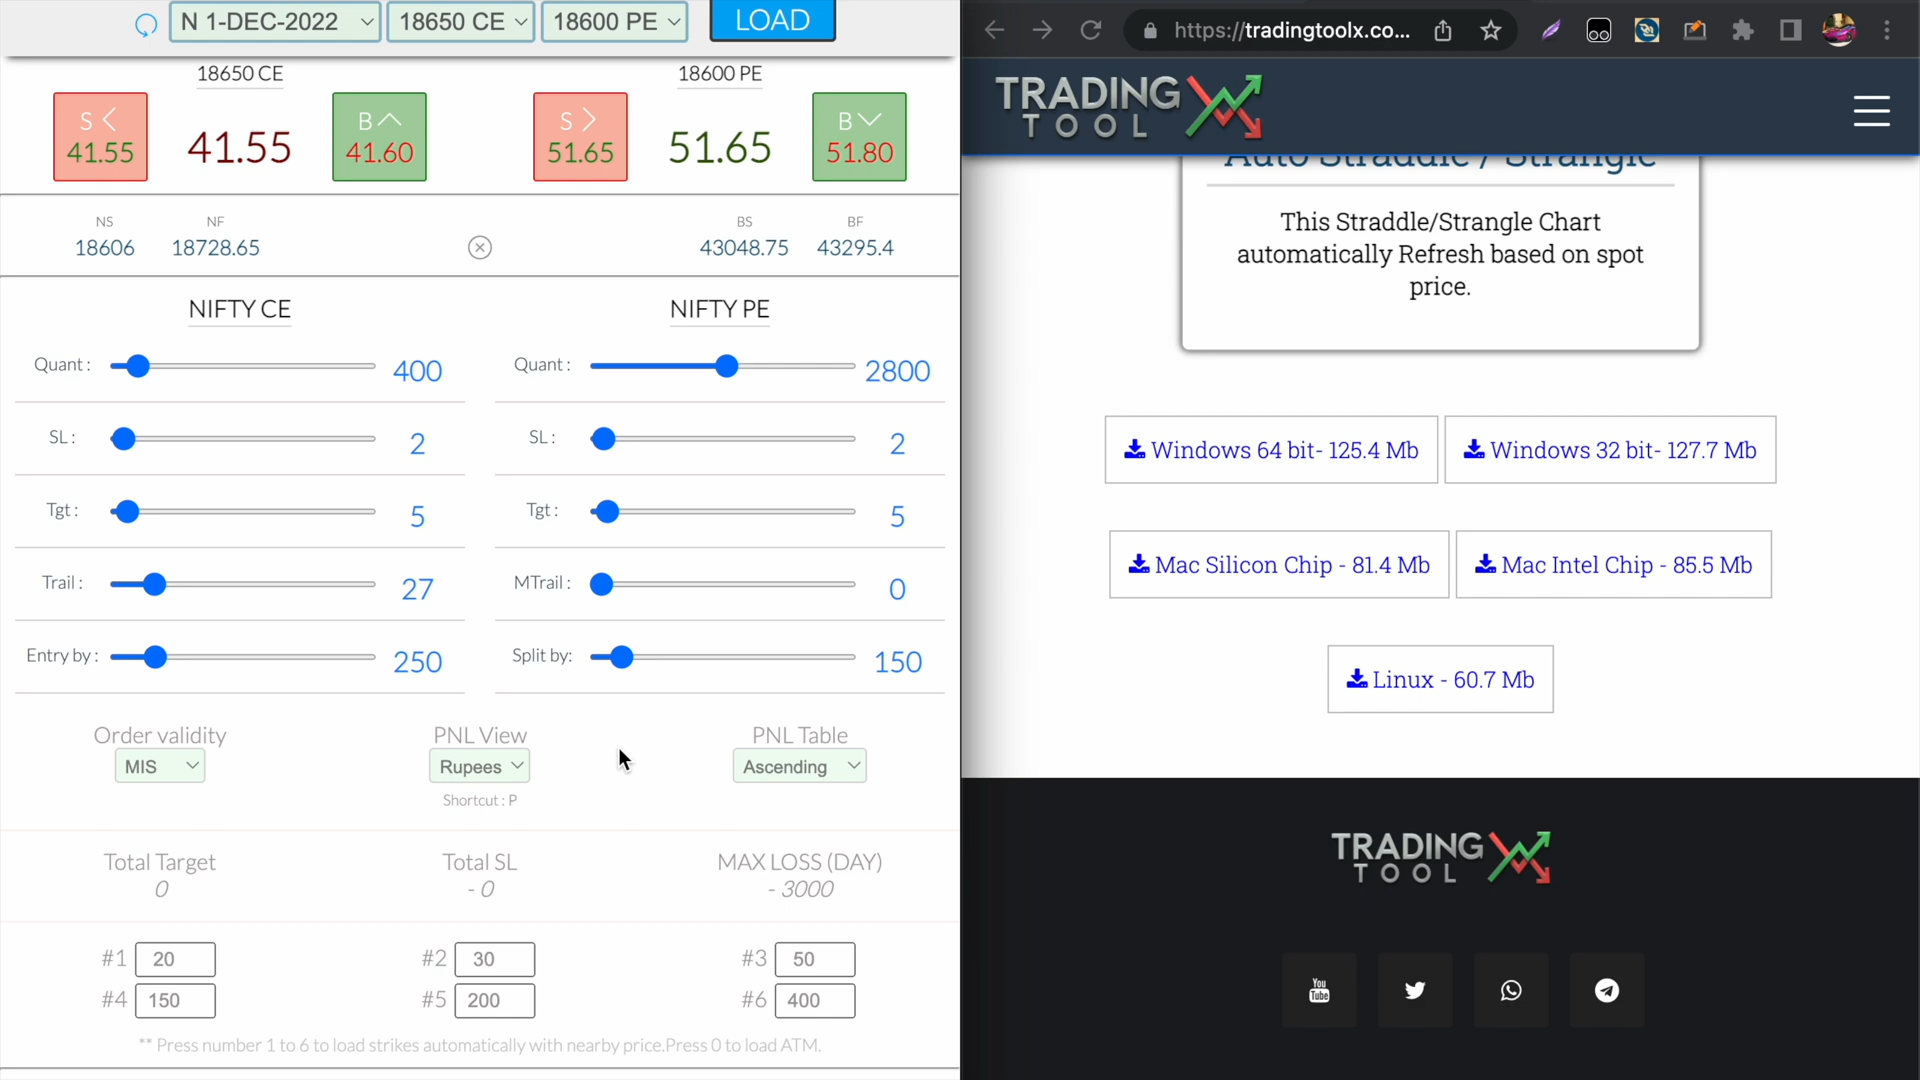 N 1-DEC-2022
18650 CE
18600 PE
LOAD
18650 CE
18600 PE
S
41.55
41.55
B
41.60
S
51.65
51.65
B
51.80
NS
18606
NF
18728.65
BS
43048.75
BF
43295.4
NIFTY CE
NIFTY PE
Quant :
400
Quant :
2800
SL :
2
SL :
2
Tgt :
5
Tgt :
5
Trail :
27
MTrail :
0
Entry by :
250
Split by:
150
Order validity
MIS
PNL View
Rupees
Shortcut : P
PNL Table
Ascending
Total Target
0
Total SL
- 0
MAX LOSS (DAY)
- 3000
#1 20
#2 30
#3 50
#4 150
#5 200
#6 400
** Press number 1 to 6 to load strikes automatically with nearby price.Press 0 to load ATM.
https://tradingtoolx.co...
TRADING
TOOL
Auto Straddle / Strangle
This Straddle/Strangle Chart
automatically Refresh based on spot
price.
Windows 64 bit- 125.4 Mb
Windows 32 bit- 127.7 Mb
Mac Silicon Chip - 81.4 Mb
Mac Intel Chip - 85.5 Mb
Linux - 60.7 Mb
TRADING
TOOL
You
Tube